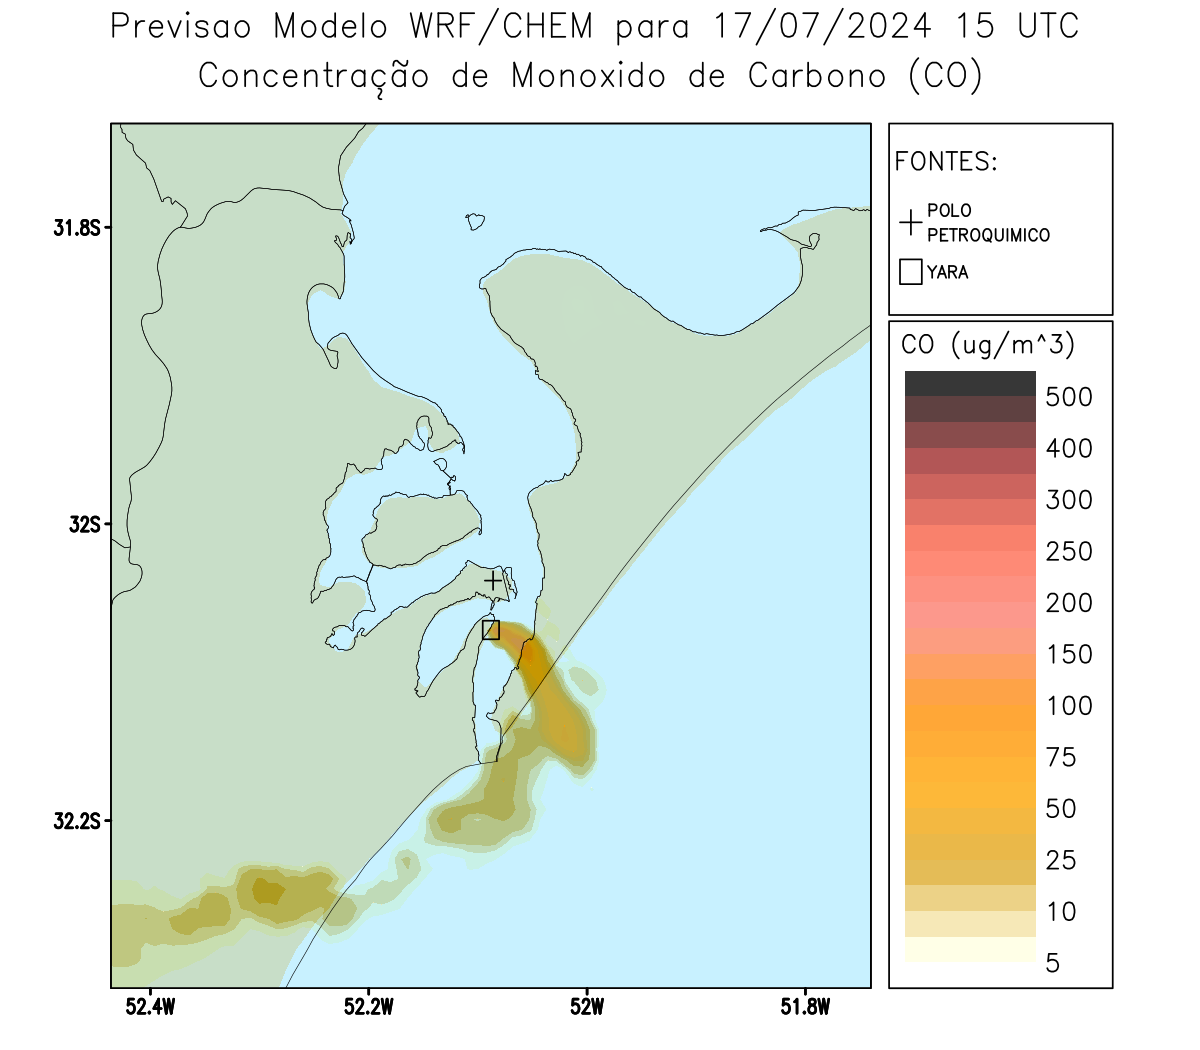 Previsao Modelo WRF/CHEM para 17/07/2024 15 UTC
Concentração de Monoxido de Carbono (CO)
FONTES:
POLO
PETROQUIMICO
YARA
CO (ug/m^3)
500
400
300
250
200
150
100
75
50
25
10
5
31.8S
32S
32.2S
52.4W
52.2W
52W
51.8W